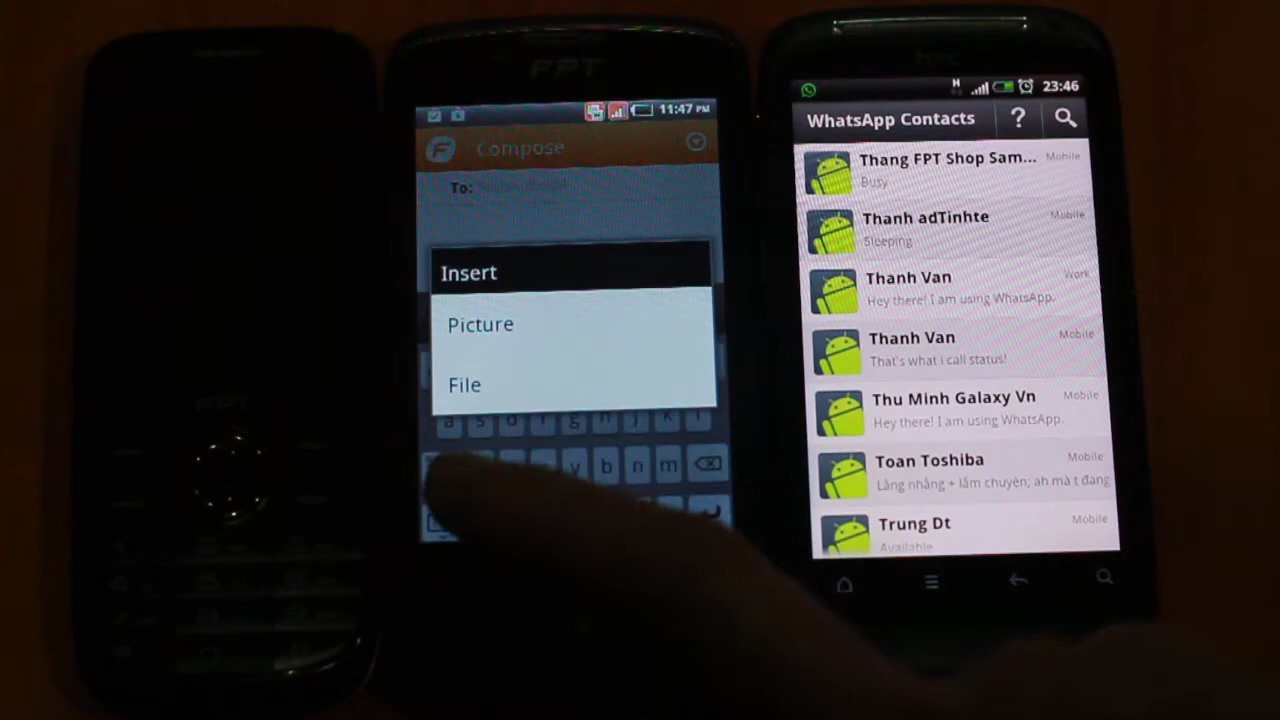 FPT
FPT
11:47 PM
Compose
To:
Insert
Picture
File
a s d f g h j k l
v b n m
hTC
H
23:46
WhatsApp Contacts
?
Thang FPT Shop Sam...
Mobile
Busy
Thanh adTinhte
Mobile
Sleeping
Thanh Van
Work
Hey there! I am using WhatsApp.
Thanh Van
Mobile
That's what i call status!
Thu Minh Galaxy Vn
Mobile
Hey there! I am using WhatsApp.
Toan Toshiba
Mobile
Lằng nhằng + lắm chuyện; ah mà t đang
Trung Dt
Mobile
Available